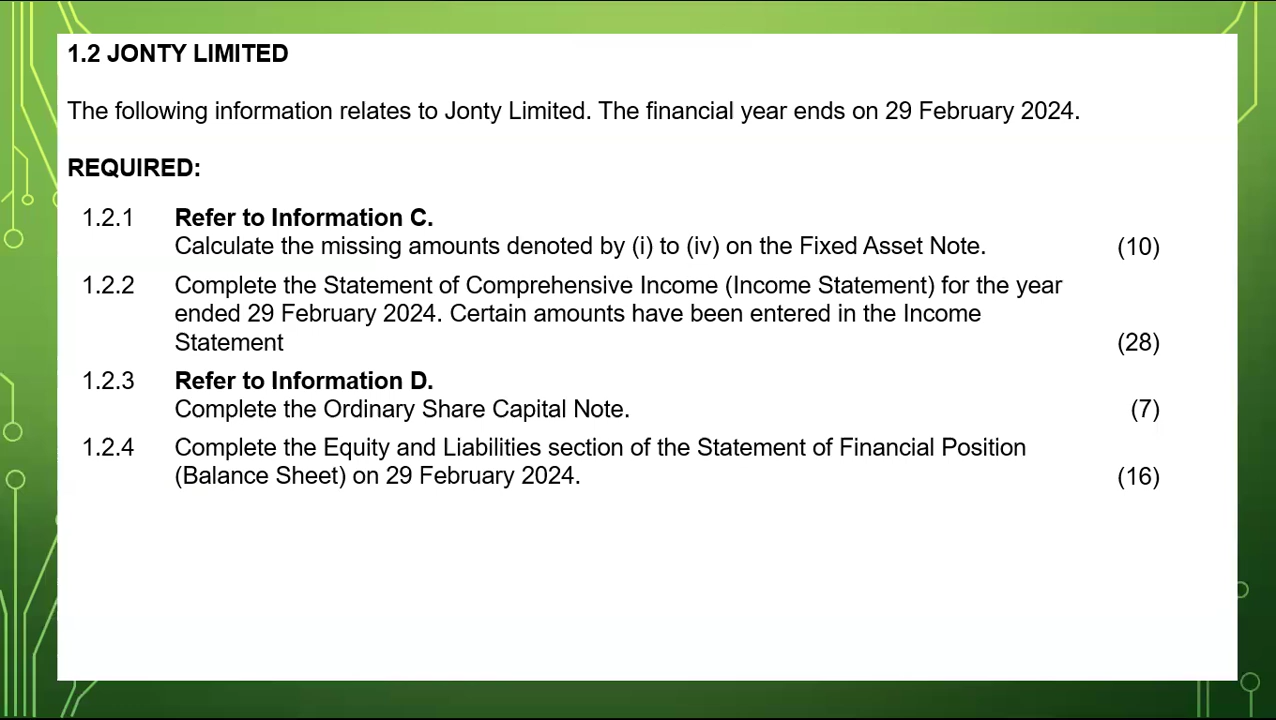 1.2 JONTY LIMITED
The following information relates to Jonty Limited. The financial year ends on 29 February 2024.
REQUIRED:
1.2.1 Refer to Information C.
Calculate the missing amounts denoted by (i) to (iv) on the Fixed Asset Note. (10)
1.2.2 Complete the Statement of Comprehensive Income (Income Statement) for the year
ended 29 February 2024. Certain amounts have been entered in the Income
Statement (28)
1.2.3 Refer to Information D.
Complete the Ordinary Share Capital Note. (7)
1.2.4 Complete the Equity and Liabilities section of the Statement of Financial Position
(Balance Sheet) on 29 February 2024. (16)